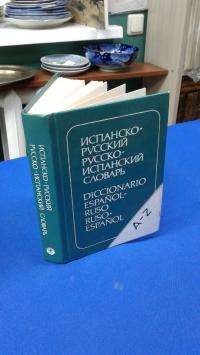 ИСПАНСКО-
РУССКИЙ
РУССКО-
ИСПАНСКИЙ
СЛОВАРЬ
DICCIONARIO
ESPAÑOL-
RUSO
RUSO-
ESPAÑOL
A-Z
ИСПАНСКО-РУССКИЙ
РУССКО-ИСПАНСКИЙ СЛОВАРЬ